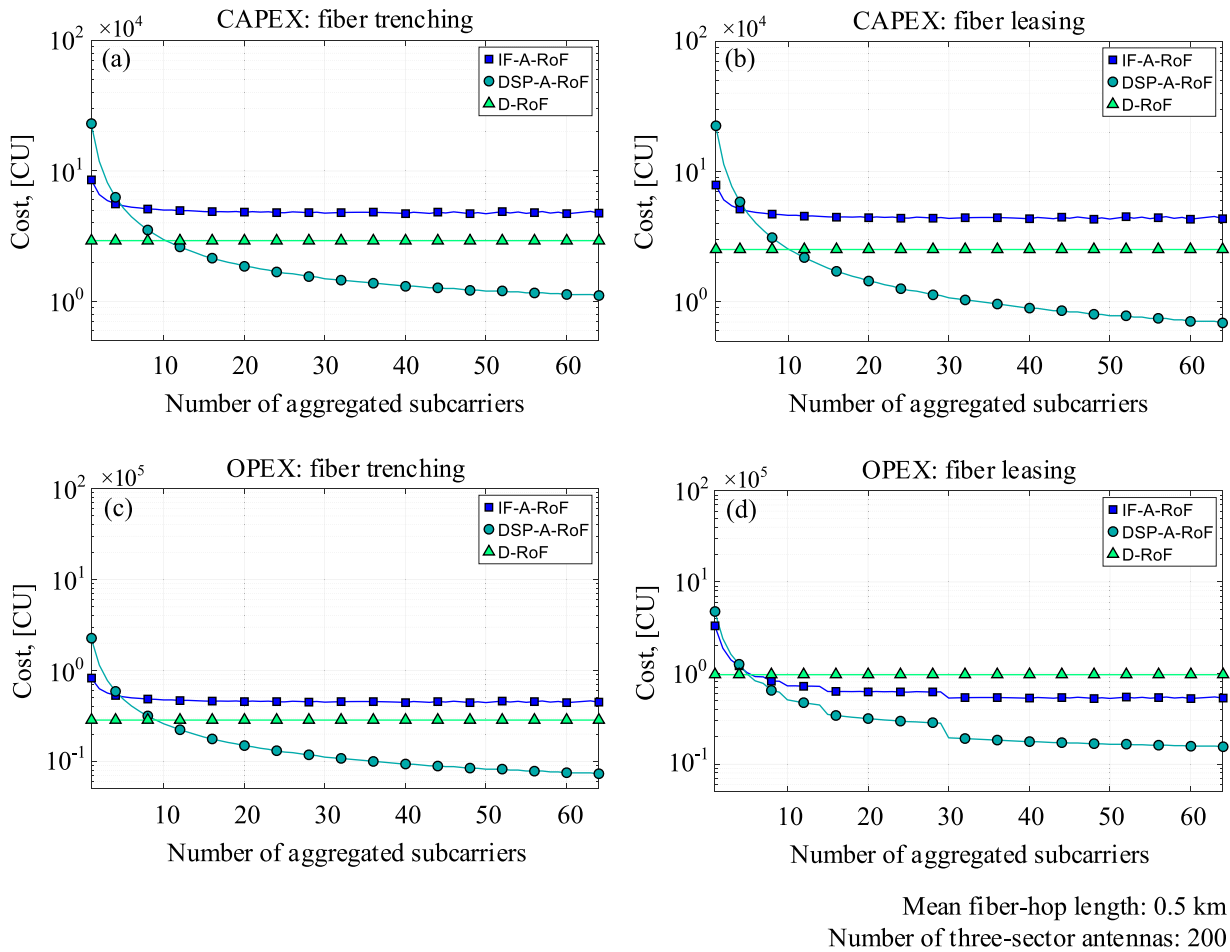 CAPEX: fiber trenching
×10⁴
(a)
IF-A-RoF
DSP-A-RoF
D-RoF
Cost, [CU]
10²
10¹
10⁰
10 20 30 40 50 60
Number of aggregated subcarriers
CAPEX: fiber leasing
×10⁴
(b)
IF-A-RoF
DSP-A-RoF
D-RoF
Cost, [CU]
10²
10¹
10⁰
10 20 30 40 50 60
Number of aggregated subcarriers
OPEX: fiber trenching
×10⁵
(c)
IF-A-RoF
DSP-A-RoF
D-RoF
Cost, [CU]
10²
10¹
10⁰
10⁻¹
10 20 30 40 50 60
Number of aggregated subcarriers
OPEX: fiber leasing
×10⁵
(d)
IF-A-RoF
DSP-A-RoF
D-RoF
Cost, [CU]
10²
10¹
10⁰
10⁻¹
10 20 30 40 50 60
Number of aggregated subcarriers
Mean fiber-hop length: 0.5 km
Number of three-sector antennas: 200